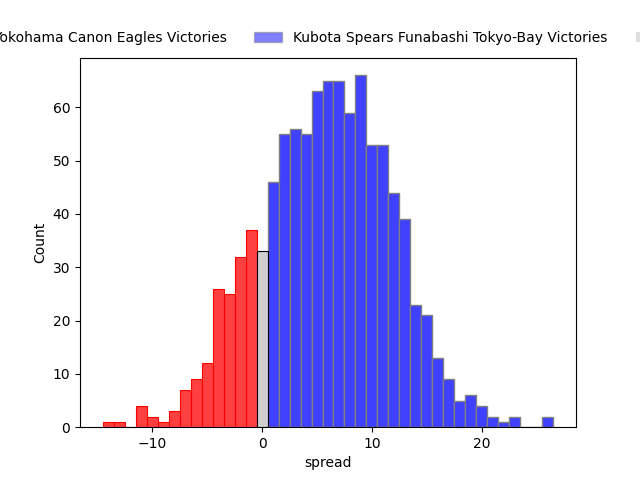 Yokohama Canon Eagles Victories Kubota Spears Funabashi Tokyo-Bay Victories
60
50
40
30
20
10
0
Count
−10 0 10 20
spread